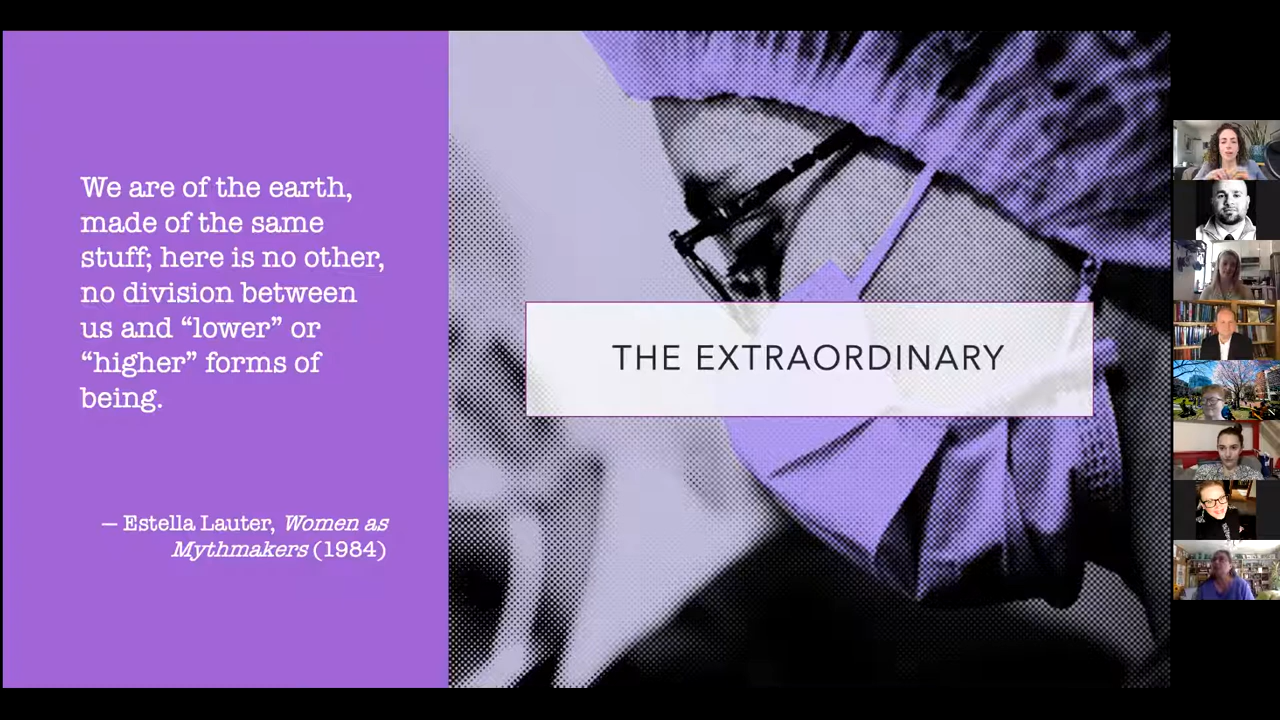 We are of the earth,
made of the same
stuff; here is no other,
no division between
us and “lower” or
“higher” forms of
being.
— Estella Lauter, Women as
Mythmakers (1984)
THE EXTRAORDINARY